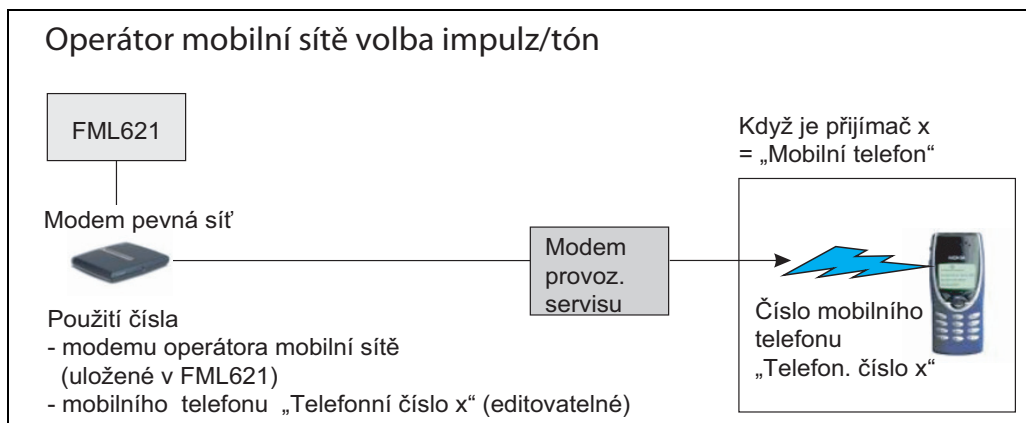 Operátor mobilní sítě volba impulz/tón
FML621
Modem pevná síť
Použití čísla
- modemu operátora mobilní sítě
(uložené v FML621)
- mobilního telefonu „Telefonní číslo x“ (editovatelné)
Modem
provoz.
servisu
Když je přijímač x
= „Mobilní telefon“
NOKIA
Číslo mobilního
telefonu
„Telefon. číslo x“